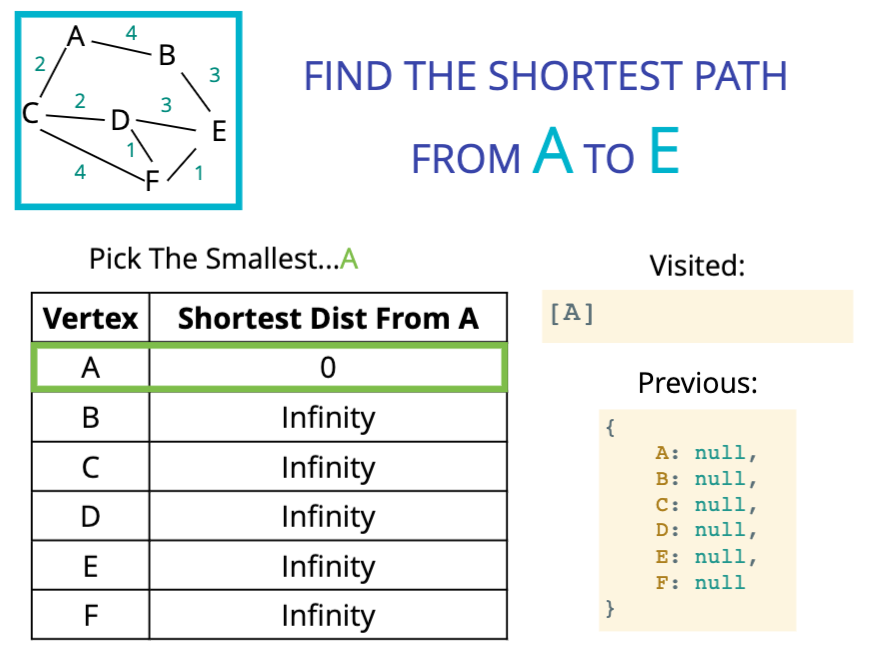 A 4 B
2 3
C 2 D 3 E
1
4 F 1
FIND THE SHORTEST PATH
FROM A TO E
Pick The Smallest...A
Vertex Shortest Dist From A
A 0
B Infinity
C Infinity
D Infinity
E Infinity
F Infinity
Visited:
[A]
Previous:
{
A: null,
B: null,
C: null,
D: null,
E: null,
F: null
}